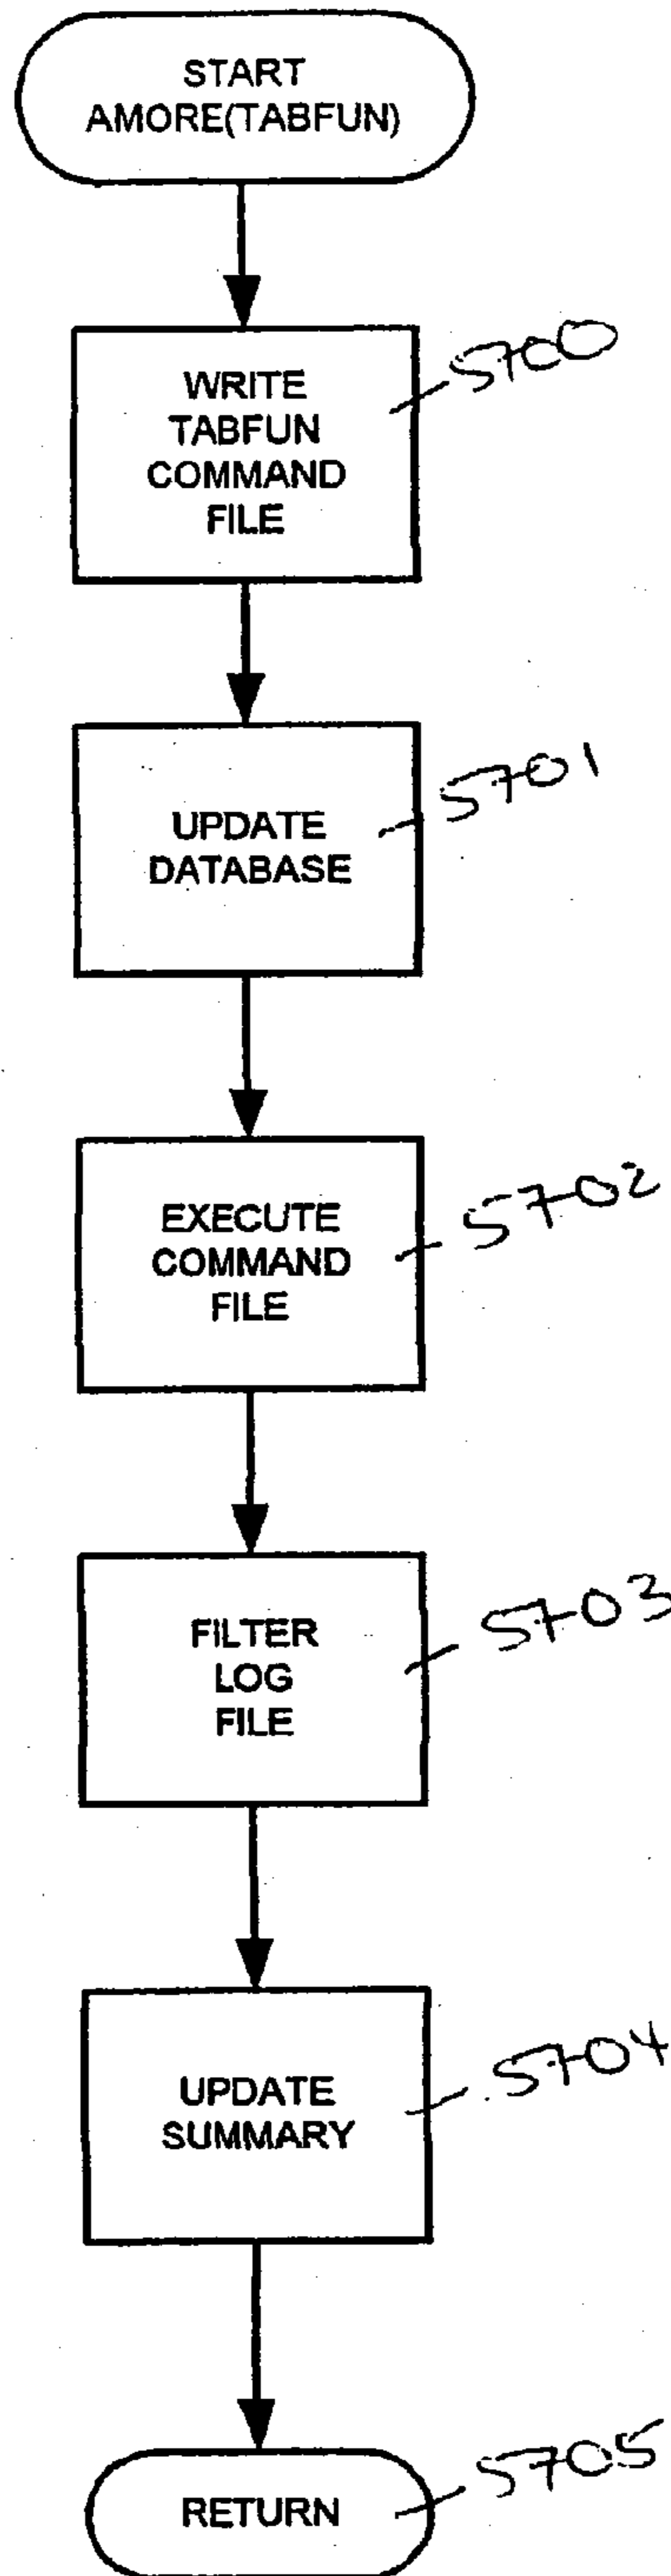 START
AMORE(TABFUN)
5700
WRITE
TABFUN
COMMAND
FILE
5701
UPDATE
DATABASE
5702
EXECUTE
COMMAND
FILE
5703
FILTER
LOG
FILE
5704
UPDATE
SUMMARY
5705
RETURN